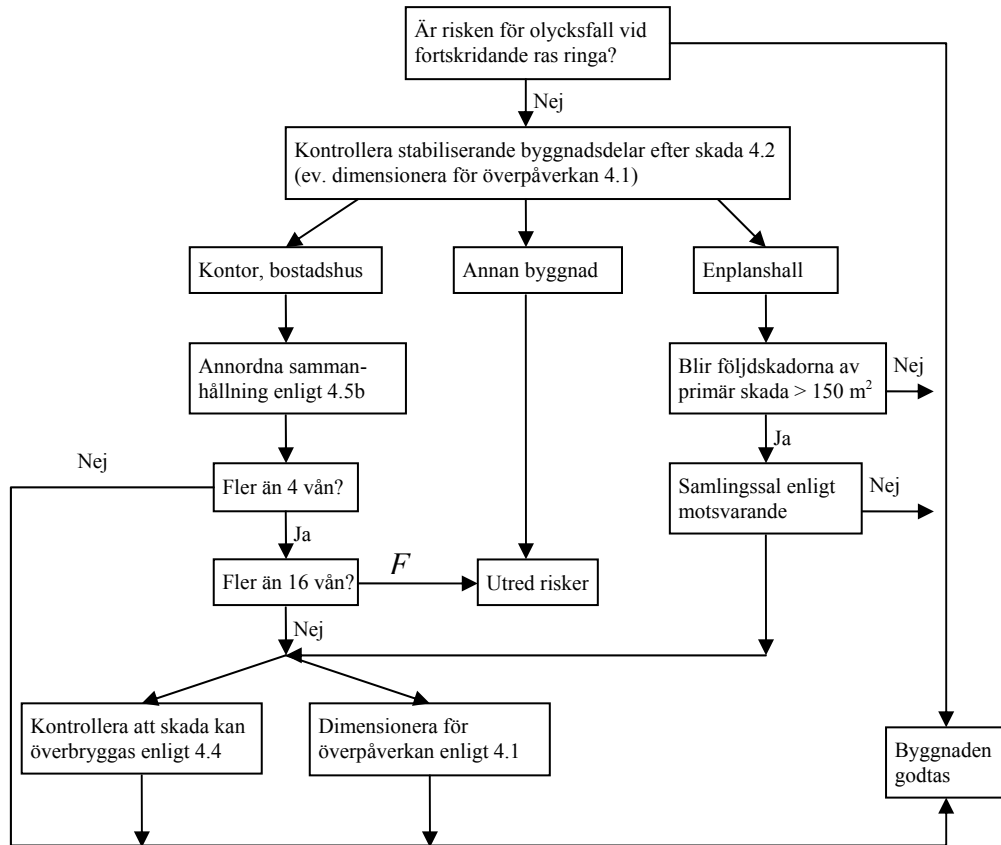 Är risken för olycksfall vid
fortskridande ras ringa?
Nej
Kontrollera stabiliserande byggnadsdelar efter skada 4.2
(ev. dimensionera för överpåverkan 4.1)
Kontor, bostadshus
Annan byggnad
Enplanshall
Annordna samman-
hållning enligt 4.5b
Blir följdskadorna av
primär skada > 150 m²
Nej
Ja
Nej
Fler än 4 vån?
Samlingssal enligt
motsvarande
Nej
Ja
Fler än 16 vån?
F
Utred risker
Nej
Kontrollera att skada kan
överbryggas enligt 4.4
Dimensionera för
överpåverkan enligt 4.1
Byggnaden
godtas